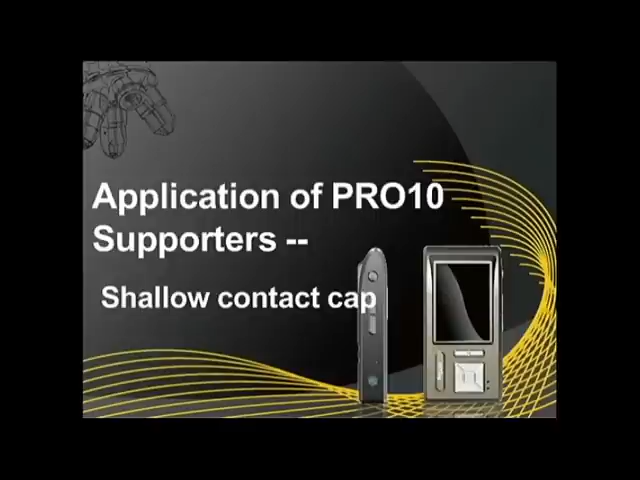 Application of PRO10
Supporters --
Shallow contact cap